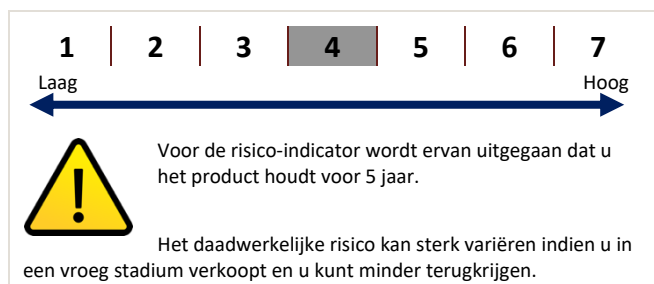 1 2 3 4 5 6 7
Laag Hoog
Voor de risico-indicator wordt ervan uitgegaan dat u
het product houdt voor 5 jaar.
Het daadwerkelijke risico kan sterk variëren indien u in
een vroeg stadium verkoopt en u kunt minder terugkrijgen.